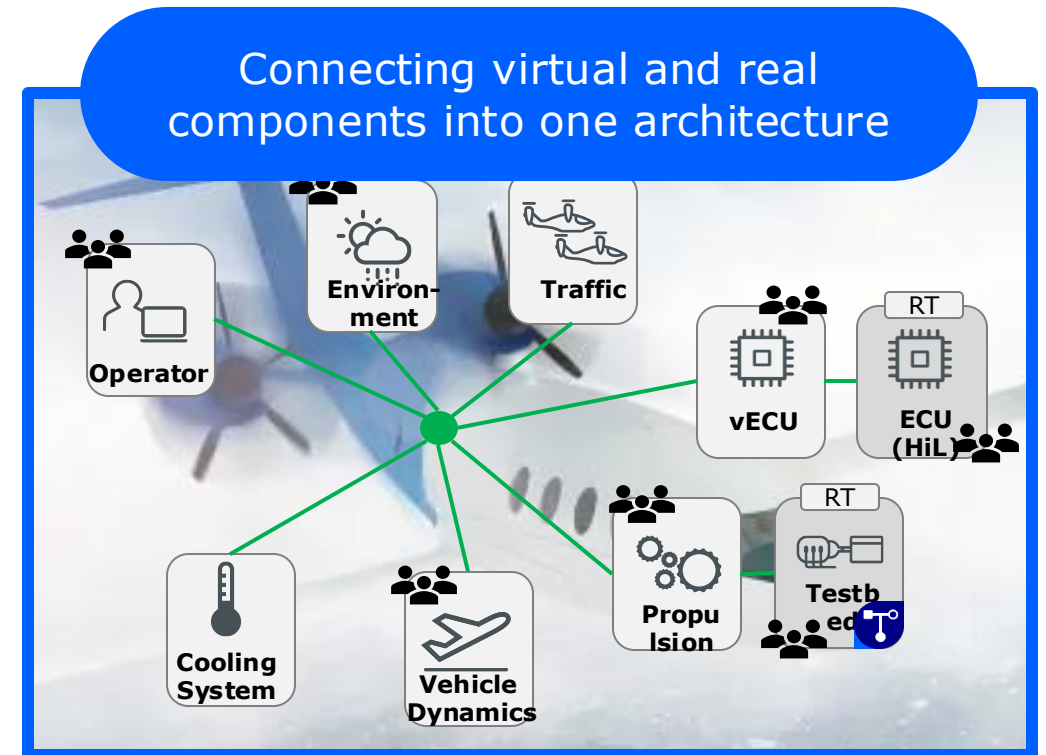 Connecting virtual and real
components into one architecture
Environ-
ment
Traffic
Operator
RT
vECU
ECU
(HiL)
RT
Propu
lsion
Testb
ed
Cooling
System
Vehicle
Dynamics